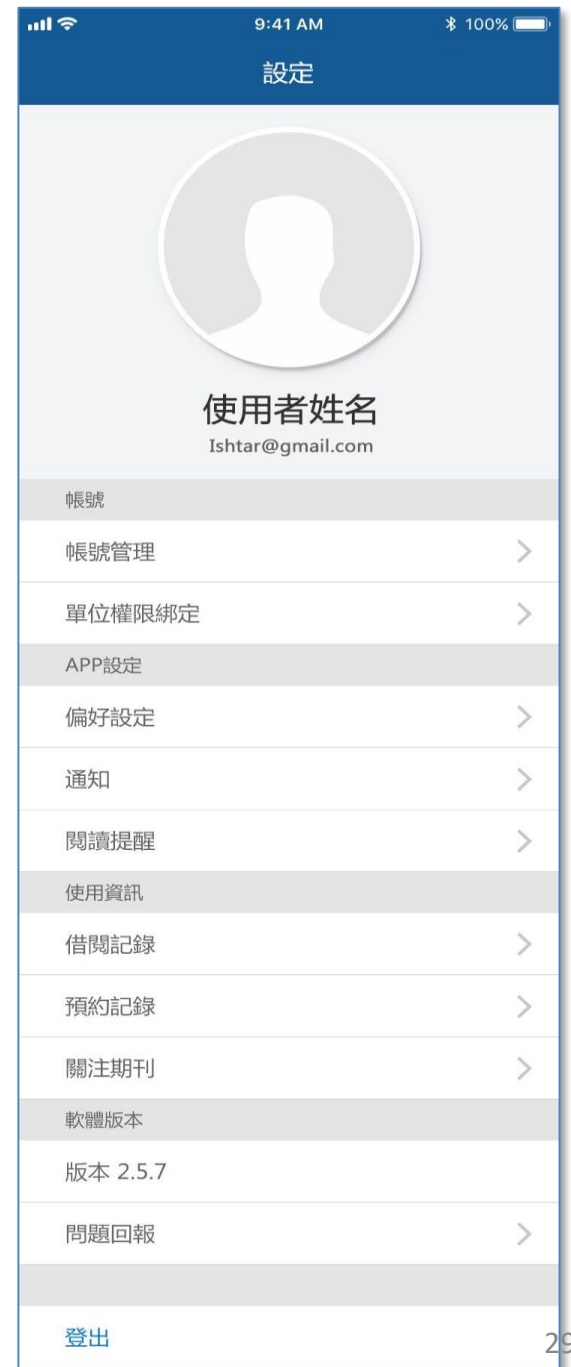 9:41 AM
100%
設定
使用者姓名
Ishtar@gmail.com
帳號
帳號管理
單位權限綁定
APP設定
偏好設定
通知
閱讀提醒
使用資訊
借閱記錄
預約記錄
關注期刊
軟體版本
版本 2.5.7
問題回報
登出
29